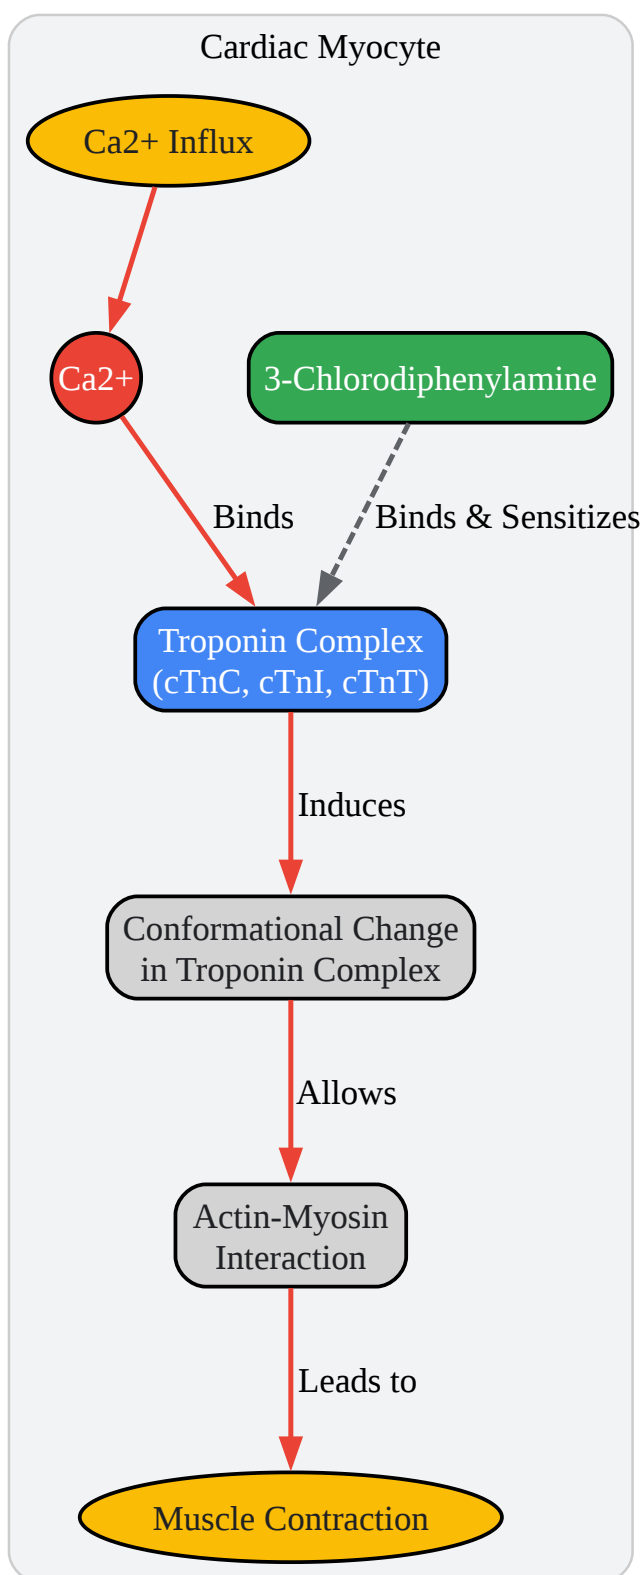 Cardiac Myocyte
Ca2+ Influx
Ca2+
3-Chlorodiphenylamine
Binds
Binds & Sensitizes
Troponin Complex
(cTnC, cTnI, cTnT)
Induces
Conformational Change
in Troponin Complex
Allows
Actin-Myosin
Interaction
Leads to
Muscle Contraction